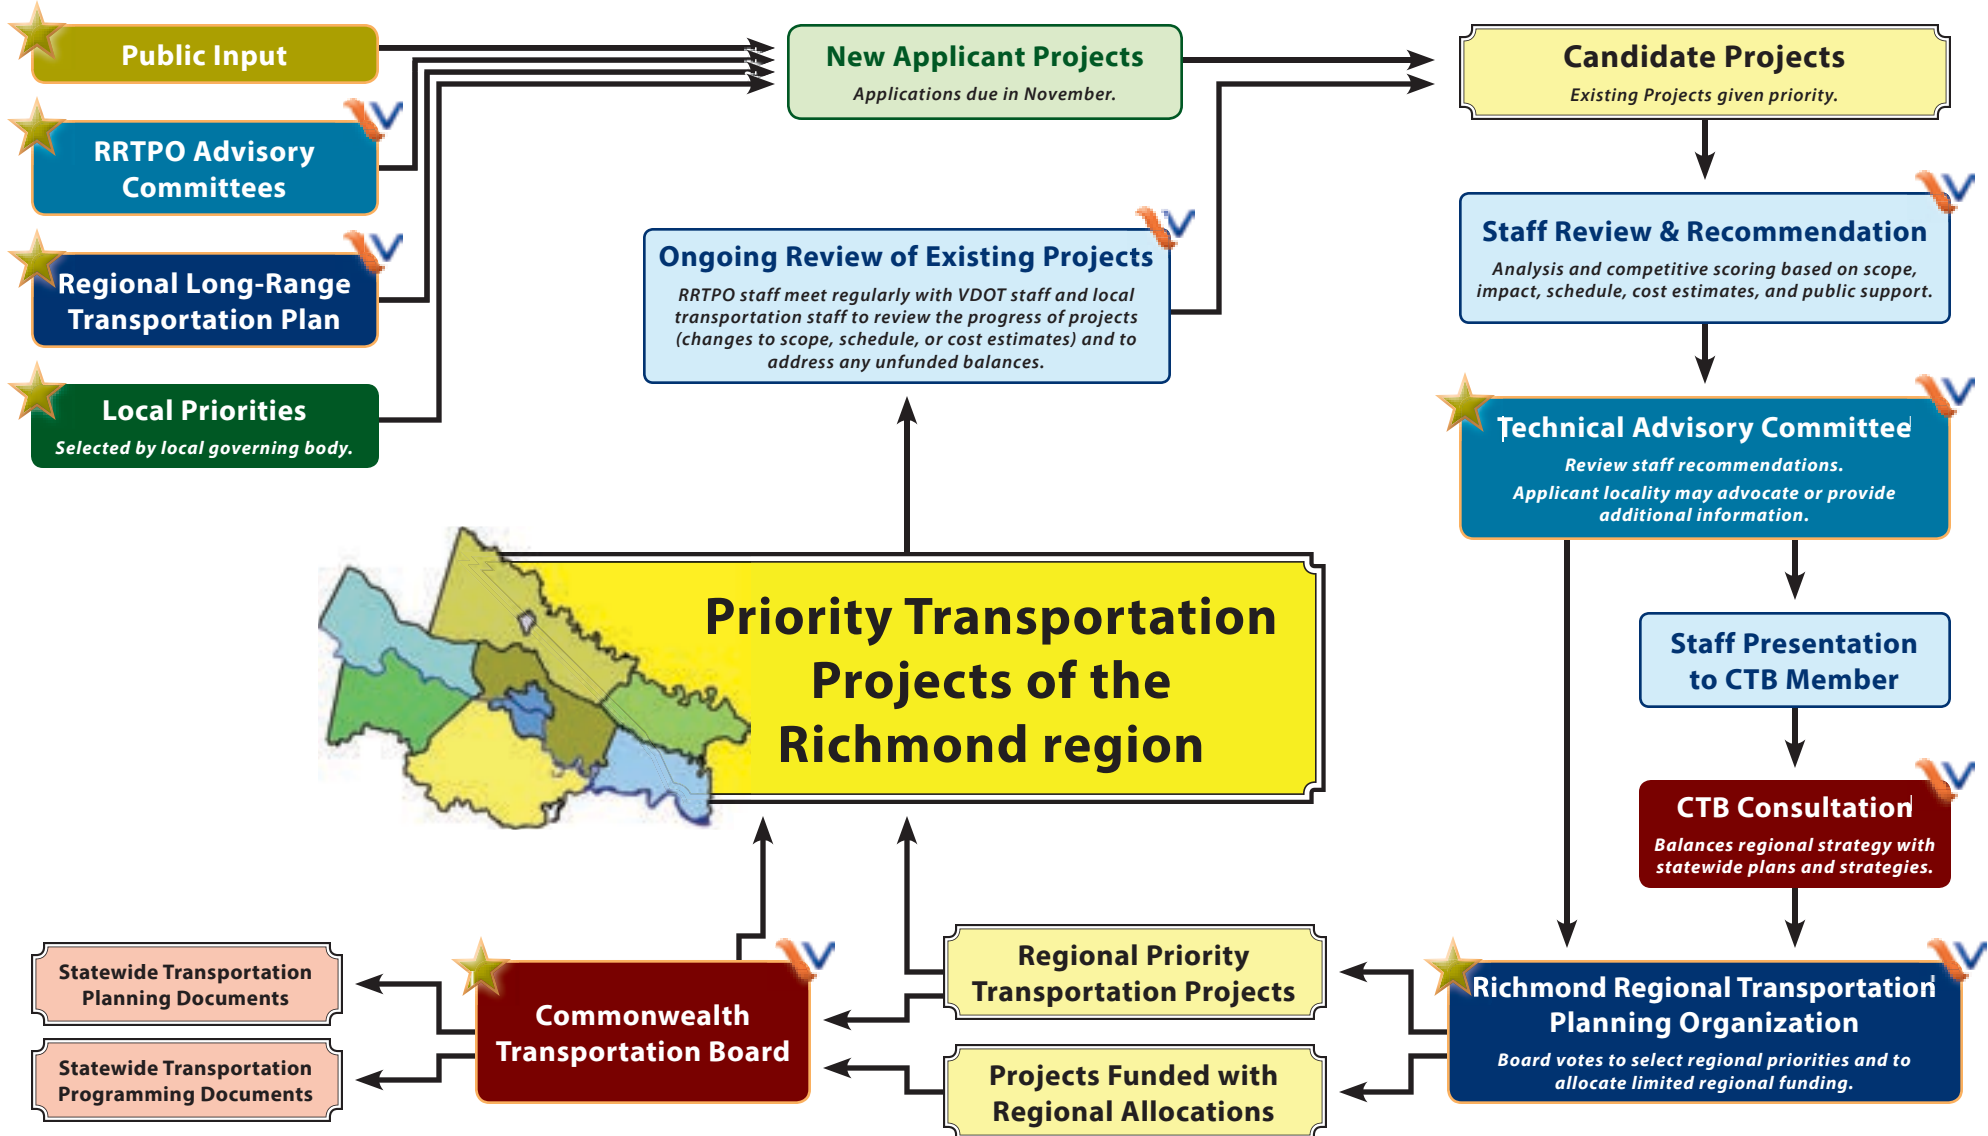 Public Input
RRTPO Advisory
Committees
Regional Long-Range
Transportation Plan
Local Priorities
Selected by local governing body.
New Applicant Projects
Applications due in November.
Ongoing Review of Existing Projects
RRTPO staff meet regularly with VDOT staff and local
transportation staff to review the progress of projects
(changes to scope, schedule, or cost estimates) and to
address any unfunded balances.
Candidate Projects
Existing Projects given priority.
Staff Review & Recommendation
Analysis and competitive scoring based on scope,
impact, schedule, cost estimates, and public support.
Technical Advisory Committee
Review staff recommendations.
Applicant locality may advocate or provide
additional information.
Staff Presentation
to CTB Member
CTB Consultation
Balances regional strategy with
statewide plans and strategies.
Richmond Regional Transportation
Planning Organization
Board votes to select regional priorities and to
allocate limited regional funding.
Regional Priority
Transportation Projects
Projects Funded with
Regional Allocations
Commonwealth
Transportation Board
Statewide Transportation
Planning Documents
Statewide Transportation
Programming Documents
Priority Transportation
Projects of the
Richmond region